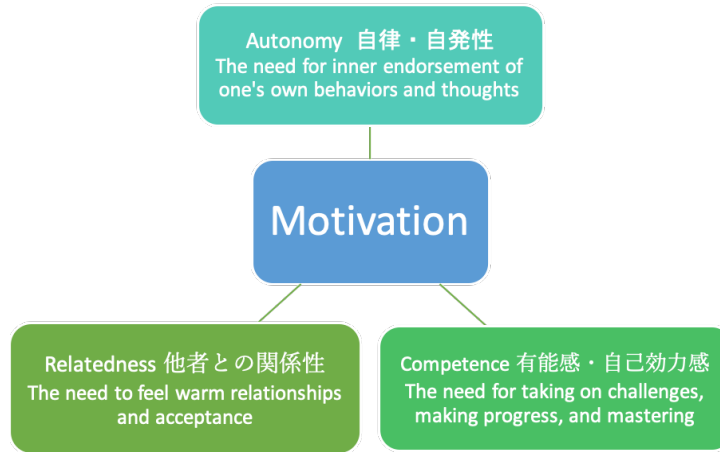 Autonomy 自律・自発性
The need for inner endorsement of
one's own behaviors and thoughts
Motivation
Relatedness 他者との関係性
The need to feel warm relationships
and acceptance
Competence 有能感・自己効力感
The need for taking on challenges,
making progress, and mastering